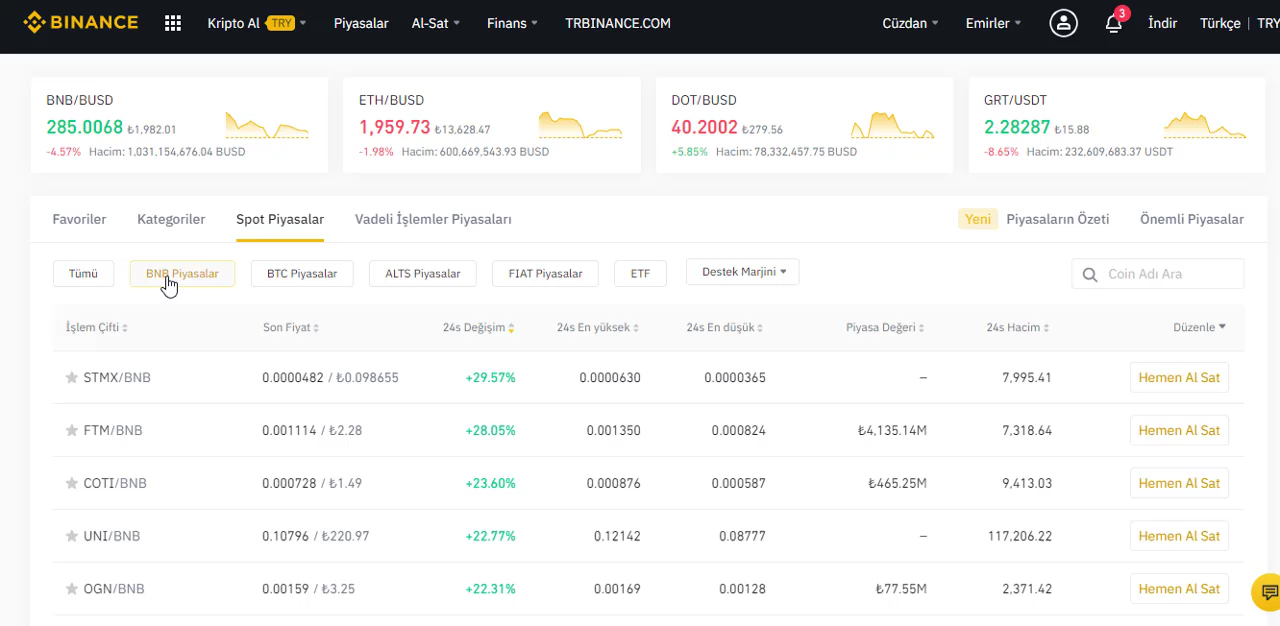 BINANCE Kripto Al TRY Piyasalar Al-Sat Finans TRBINANCE.COM Cüzdan Emirler 3 İndir Türkçe | TRY
BNB/BUSD ETH/BUSD DOT/BUSD GRT/USDT
285.0068 ₺1,982.01 1,959.73 ₺13,628.47 40.2002 ₺279.56 2.28287 ₺15.88
-4.57% Hacim: 1,031,154,676.04 BUSD -1.98% Hacim: 600,669,543.93 BUSD +5.85% Hacim: 78,332,457.75 BUSD -8.65% Hacim: 232,609,683.37 USDT
Favoriler Kategoriler Spot Piyasalar Vadeli İşlemler Piyasaları Yeni Piyasaların Özeti Önemli Piyasalar
Tümü BNB Piyasalar BTC Piyasalar ALTS Piyasalar FIAT Piyasalar ETF Destek Marjini Coin Adı Ara
İşlem Çifti Son Fiyat 24s Değişim 24s En yüksek 24s En düşük Piyasa Değeri 24s Hacim Düzenle
STMX/BNB 0.0000482 / ₺0.098655 +29.57% 0.0000630 0.0000365 – 7,995.41 Hemen Al Sat
FTM/BNB 0.001114 / ₺2.28 +28.05% 0.001350 0.000824 ₺4,135.14M 7,318.64 Hemen Al Sat
COTI/BNB 0.000728 / ₺1.49 +23.60% 0.000876 0.000587 ₺465.25M 9,413.03 Hemen Al Sat
UNI/BNB 0.10796 / ₺220.97 +22.77% 0.12142 0.08777 – 117,206.22 Hemen Al Sat
OGN/BNB 0.00159 / ₺3.25 +22.31% 0.00169 0.00128 ₺77.55M 2,371.42 Hemen Al Sat